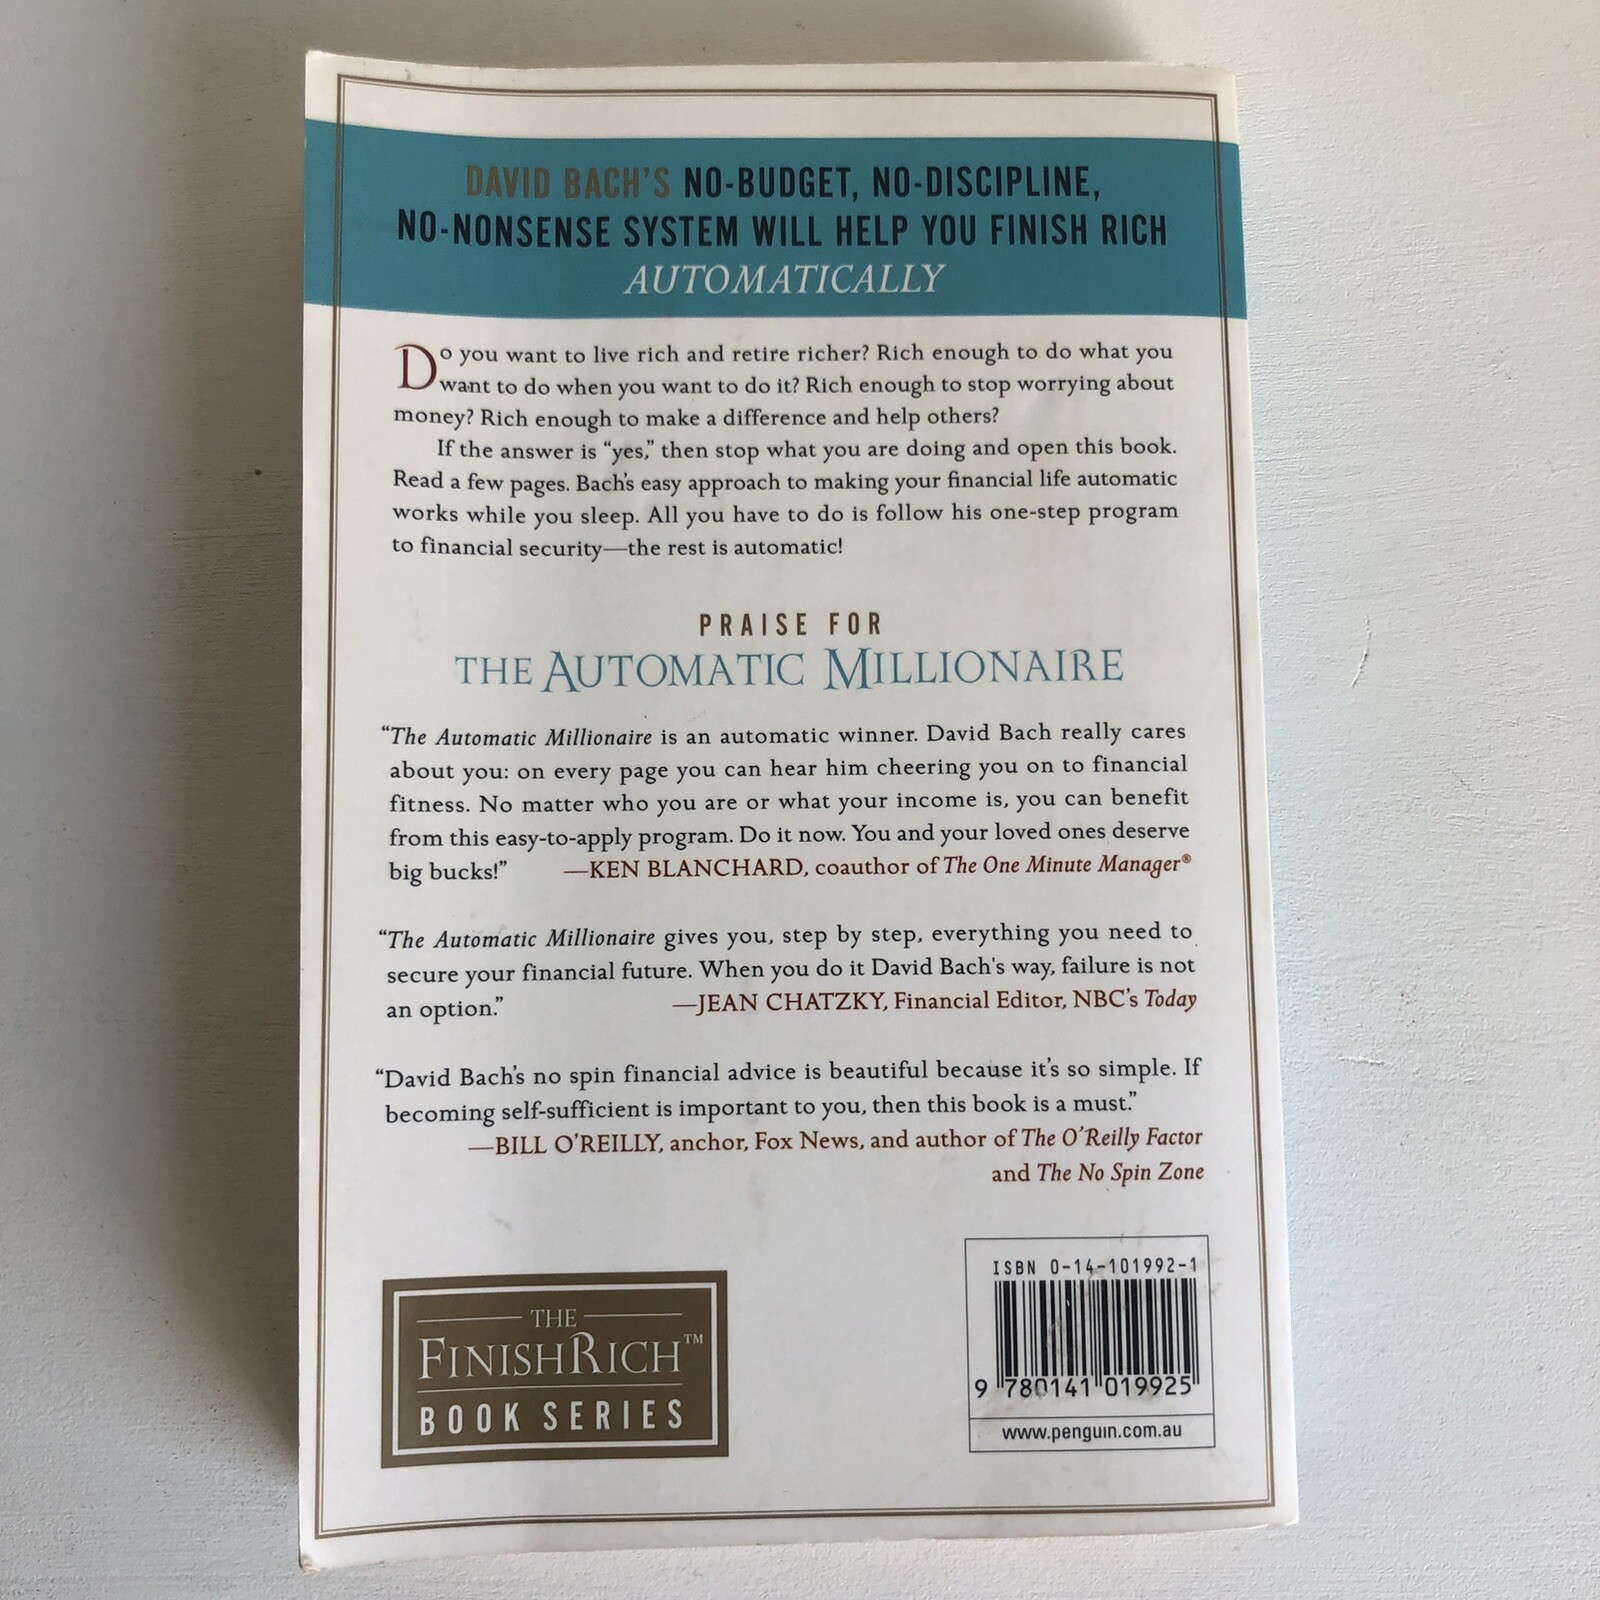 DAVID BACH'S NO-BUDGET, NO-DISCIPLINE,
NO-NONSENSE SYSTEM WILL HELP YOU FINISH RICH
AUTOMATICALLY
Do you want to live rich and retire richer? Rich enough to do what you
want to do when you want to do it? Rich enough to stop worrying about
money? Rich enough to make a difference and help others?
If the answer is “yes,” then stop what you are doing and open this book.
Read a few pages. Bach's easy approach to making your financial life automatic
works while you sleep. All you have to do is follow his one-step program
to financial security—the rest is automatic!
PRAISE FOR
THE AUTOMATIC MILLIONAIRE
“The Automatic Millionaire is an automatic winner. David Bach really cares
about you: on every page you can hear him cheering you on to financial
fitness. No matter who you are or what your income is, you can benefit
from this easy-to-apply program. Do it now. You and your loved ones deserve
big bucks!” —KEN BLANCHARD, coauthor of The One Minute Manager®
“The Automatic Millionaire gives you, step by step, everything you need to
secure your financial future. When you do it David Bach's way, failure is not
an option.” —JEAN CHATZKY, Financial Editor, NBC's Today
“David Bach's no spin financial advice is beautiful because it's so simple. If
becoming self-sufficient is important to you, then this book is a must.”
—BILL O'REILLY, anchor, Fox News, and author of The O'Reilly Factor
and The No Spin Zone
THE
FINISHRICH™
BOOK SERIES
ISBN 0-14-101992-1
9 780141 019925
www.penguin.com.au